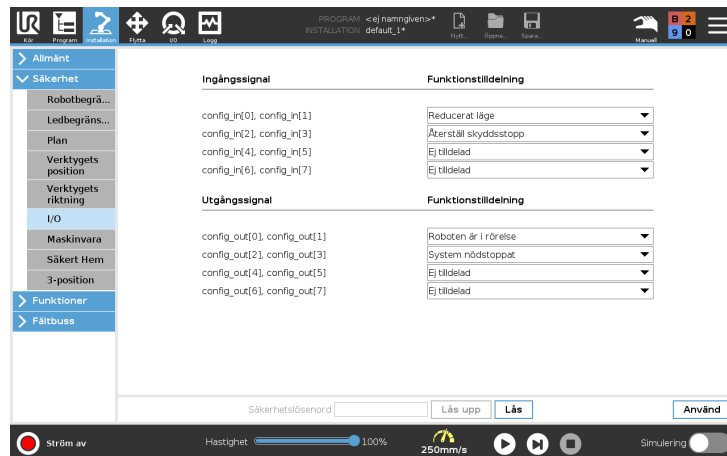 PROGRAM <ej namngiven>*
INSTALLATION default_1*
Kör Program Installation Flytta I/O Logg Nytt... Öppna... Spara... Manuell
B 2
9 0
Allmänt
Säkerhet
Robotbegrä...
Ledbegräns...
Plan
Verktygets
position
Verktygets
riktning
I/O
Maskinvara
Säkert Hem
3-position
Funktioner
Fältbuss
Ingångssignal Funktionstilldelning
config_in[0], config_in[1] Reducerat läge
config_in[2], config_in[3] Återställ skyddsstopp
config_in[4], config_in[5] Ej tilldelad
config_in[6], config_in[7] Ej tilldelad
Utgångssignal Funktionstilldelning
config_out[0], config_out[1] Roboten är i rörelse
config_out[2], config_out[3] System nödstoppat
config_out[4], config_out[5] Ej tilldelad
config_out[6], config_out[7] Ej tilldelad
Säkerhetslösenord Lås upp Lås Använd
Ström av Hastighet 100% 250mm/s Simulering